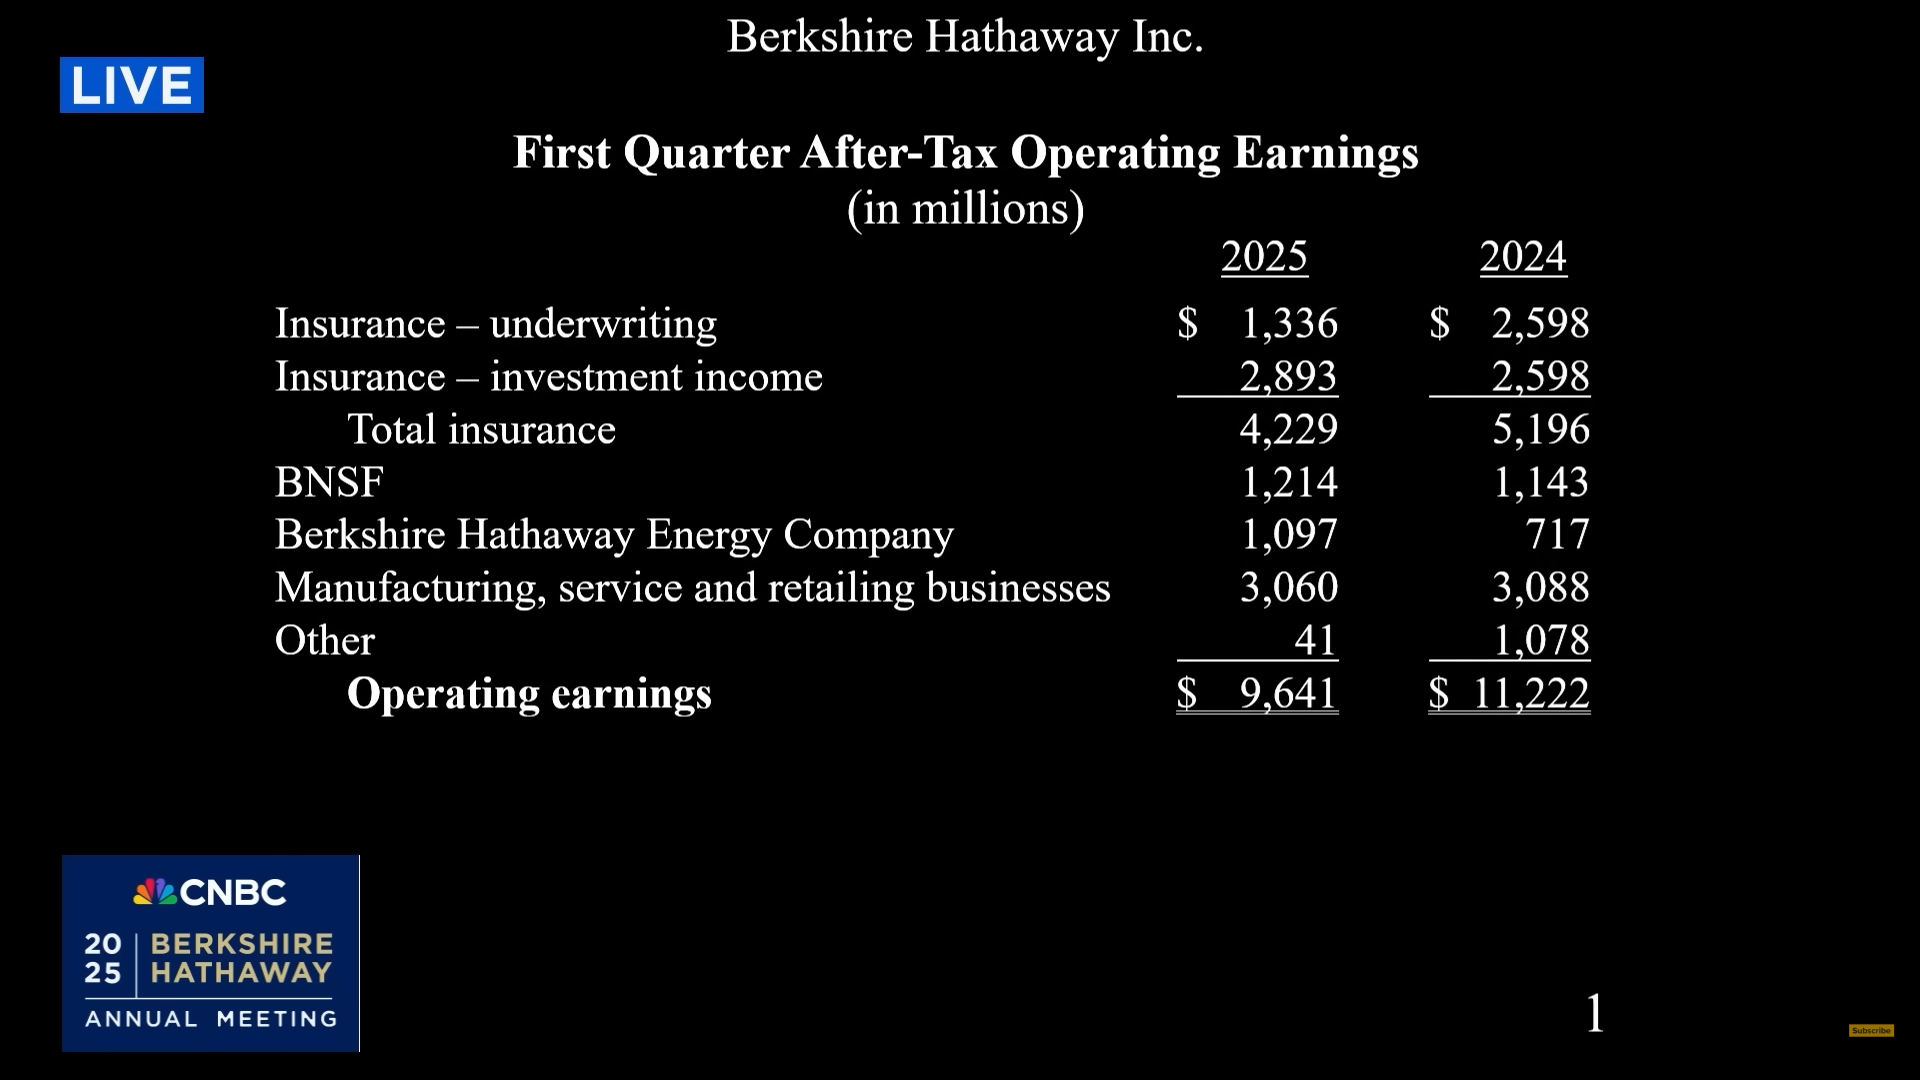 Berkshire Hathaway Inc.
LIVE
First Quarter After-Tax Operating Earnings
(in millions)
2025 2024
Insurance – underwriting $ 1,336 $ 2,598
Insurance – investment income 2,893 2,598
Total insurance 4,229 5,196
BNSF 1,214 1,143
Berkshire Hathaway Energy Company 1,097 717
Manufacturing, service and retailing businesses 3,060 3,088
Other 41 1,078
Operating earnings $ 9,641 $ 11,222
CNBC
20 BERKSHIRE
25 HATHAWAY
ANNUAL MEETING
1
Subscribe